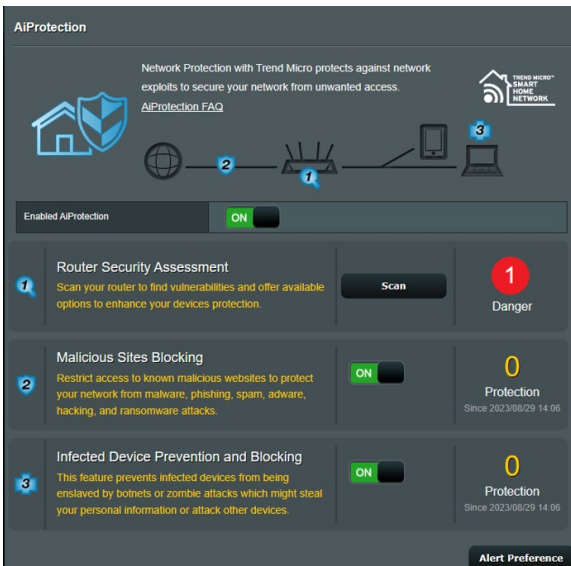 AiProtection
Network Protection with Trend Micro protects against network
exploits to secure your network from unwanted access.
AiProtection FAQ
TREND MICRO™
SMART
HOME
NETWORK
3
2
1
Enabled AiProtection
ON
1
Router Security Assessment
Scan your router to find vulnerabilities and offer available
options to enhance your devices protection.
Scan
1
Danger
2
Malicious Sites Blocking
Restrict access to known malicious websites to protect
your network from malware, phishing, spam, adware,
hacking, and ransomware attacks.
ON
0
Protection
Since 2023/08/29 14:06
3
Infected Device Prevention and Blocking
This feature prevents infected devices from being
enslaved by botnets or zombie attacks which might steal
your personal information or attack other devices.
ON
0
Protection
Since 2023/08/29 14:06
Alert Preference